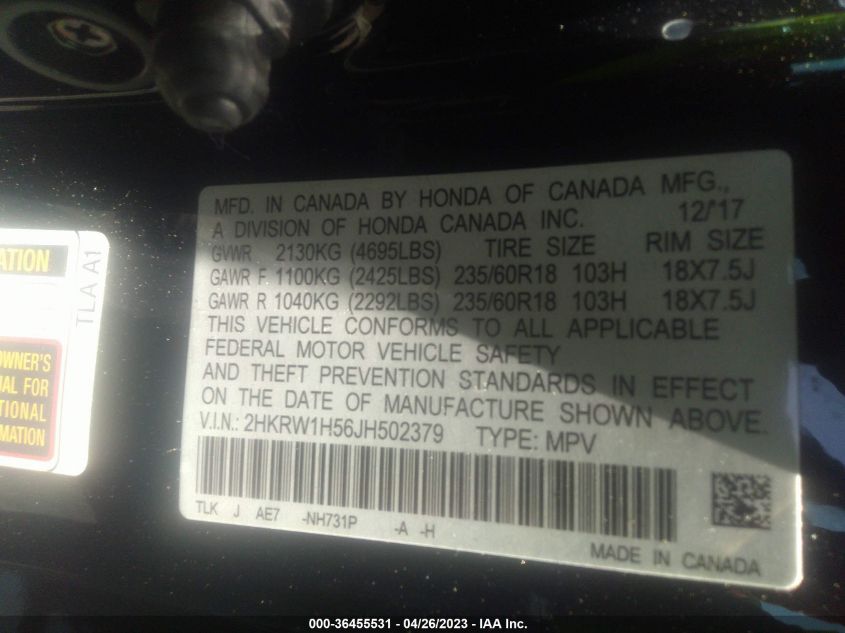 MFD. IN CANADA BY HONDA OF CANADA MFG.,
A DIVISION OF HONDA CANADA INC. 12/'17
GVWR 2130KG (4695LBS) TIRE SIZE RIM SIZE
GAWR F 1100KG (2425LBS) 235/60R18 103H 18X7.5J
GAWR R 1040KG (2292LBS) 235/60R18 103H 18X7.5J
THIS VEHICLE CONFORMS TO ALL APPLICABLE
FEDERAL MOTOR VEHICLE SAFETY
AND THEFT PREVENTION STANDARDS IN EFFECT
ON THE DATE OF MANUFACTURE SHOWN ABOVE.
V.I.N.: 2HKRW1H56JH502379 TYPE: MPV
TLK J AE7 -NH731P -A -H
MADE IN CANADA
ATION
TLA A1
OWNER'S
UAL FOR
TIONAL
RMATION
000-36455531 - 04/26/2023 - IAA Inc.